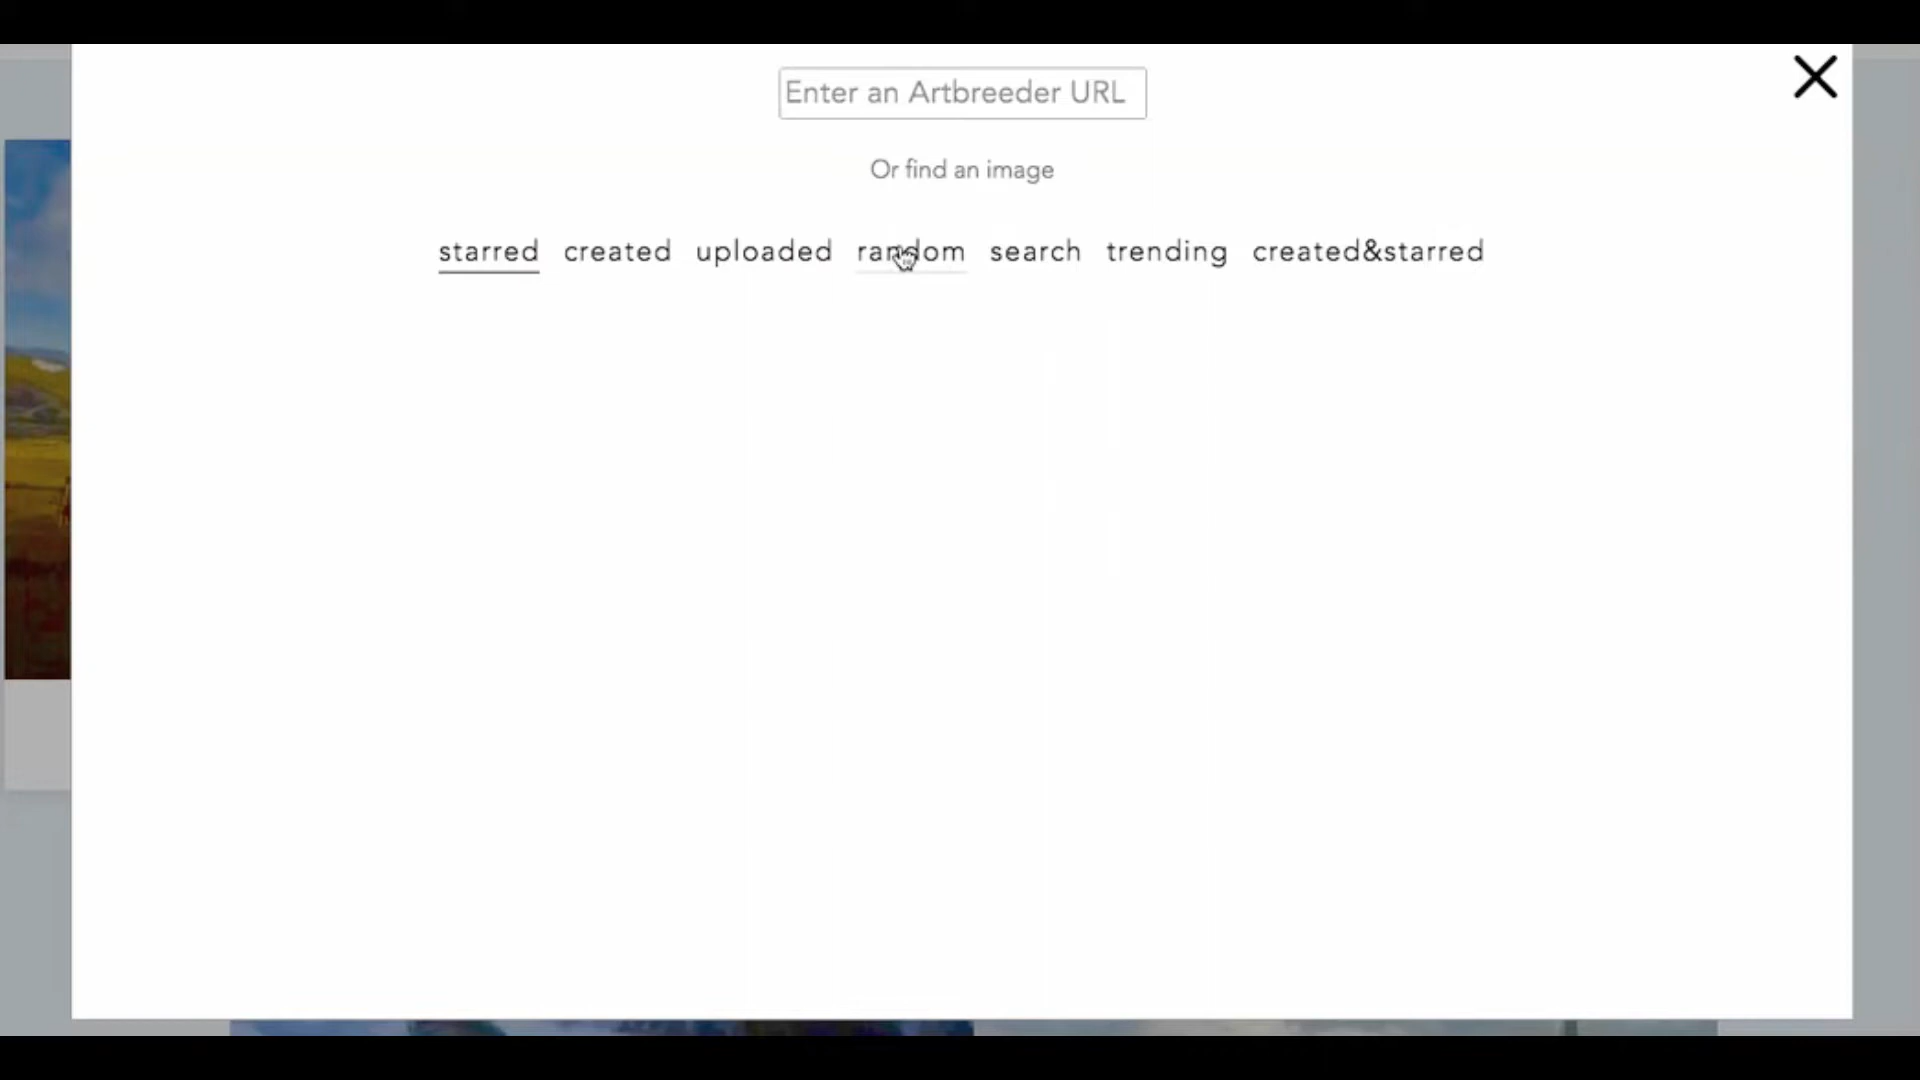 Enter an Artbreeder URL
Or find an image
starred created uploaded random search trending created&starred